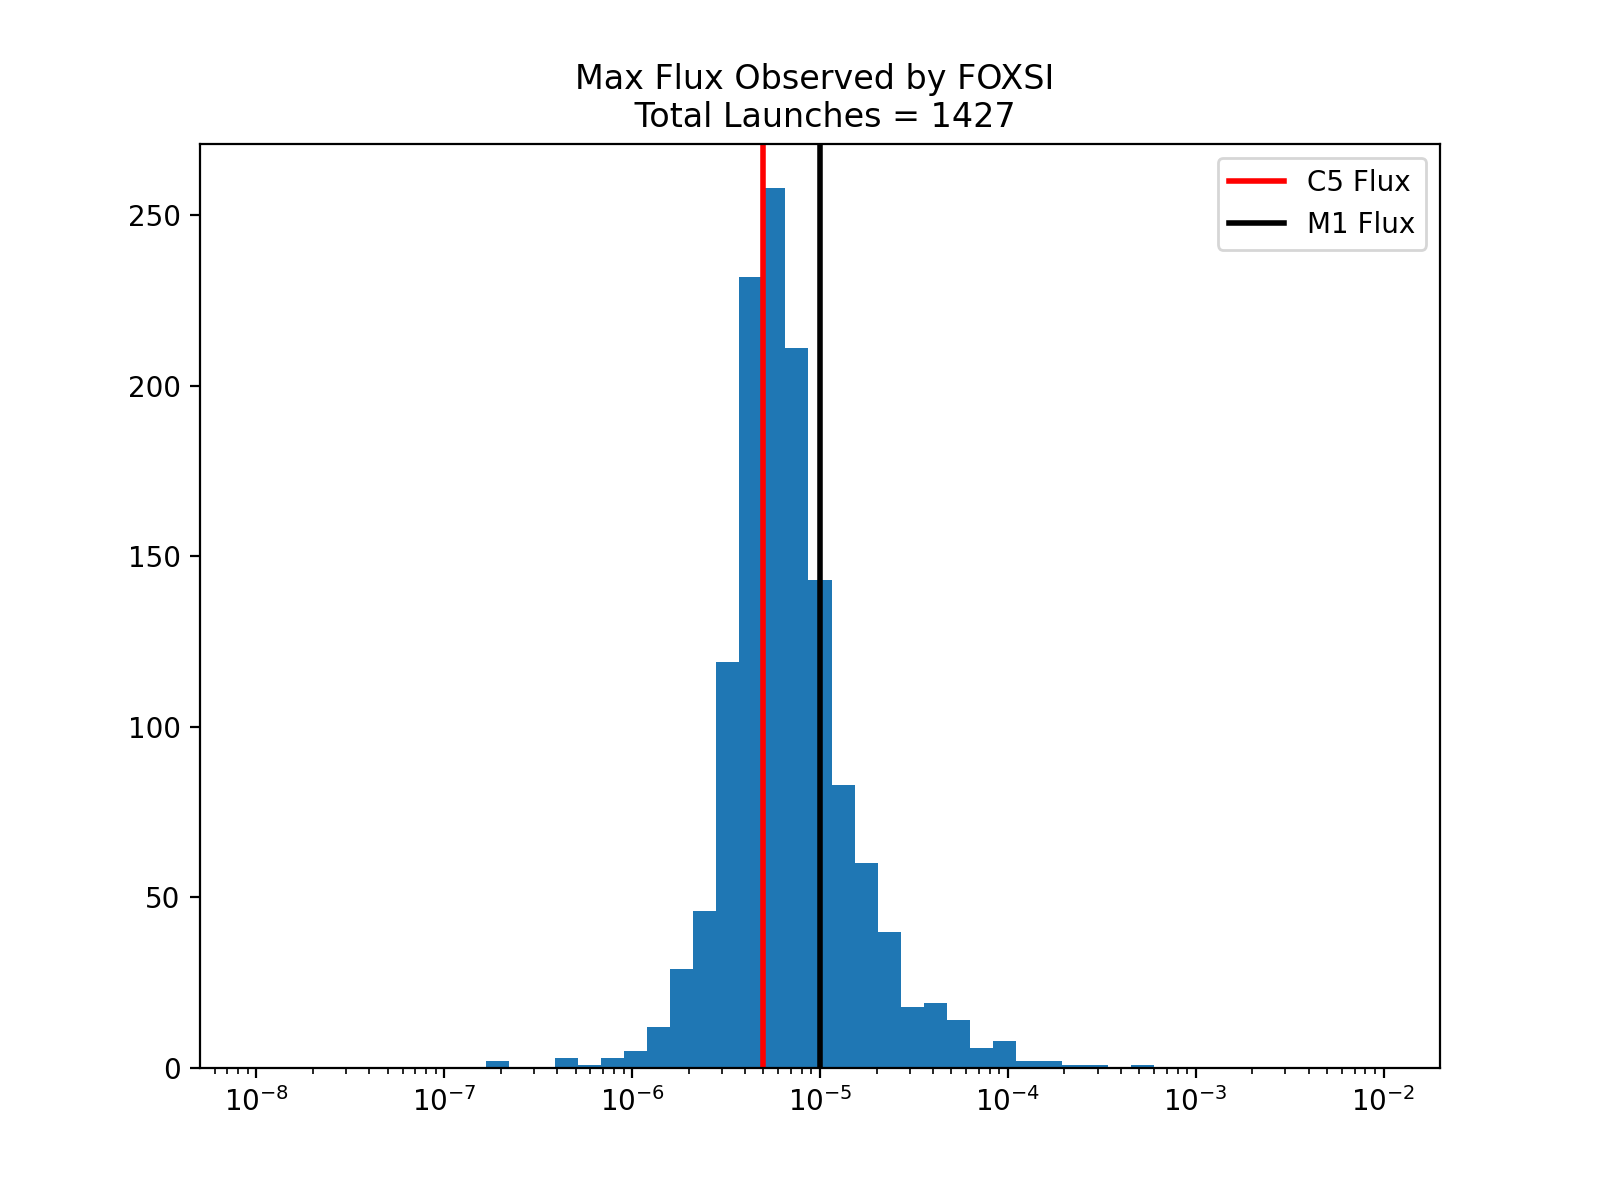 Max Flux Observed by FOXSI
Total Launches = 1427
C5 Flux
M1 Flux
250
200
150
100
50
0
10⁻⁸ 10⁻⁷ 10⁻⁶ 10⁻⁵ 10⁻⁴ 10⁻³ 10⁻²